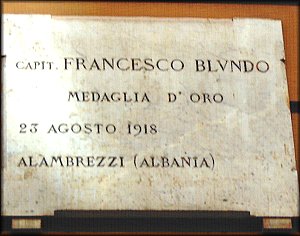 CAPIT. FRANCESCO BLVNDO
MEDAGLIA D'ORO
23 AGOSTO 1918
ALAMBREZZI (ALBANIA)